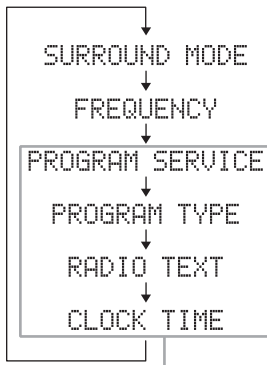 SURROUND MODE
FREQUENCY
PROGRAM SERVICE
PROGRAM TYPE
RADIO TEXT
CLOCK TIME